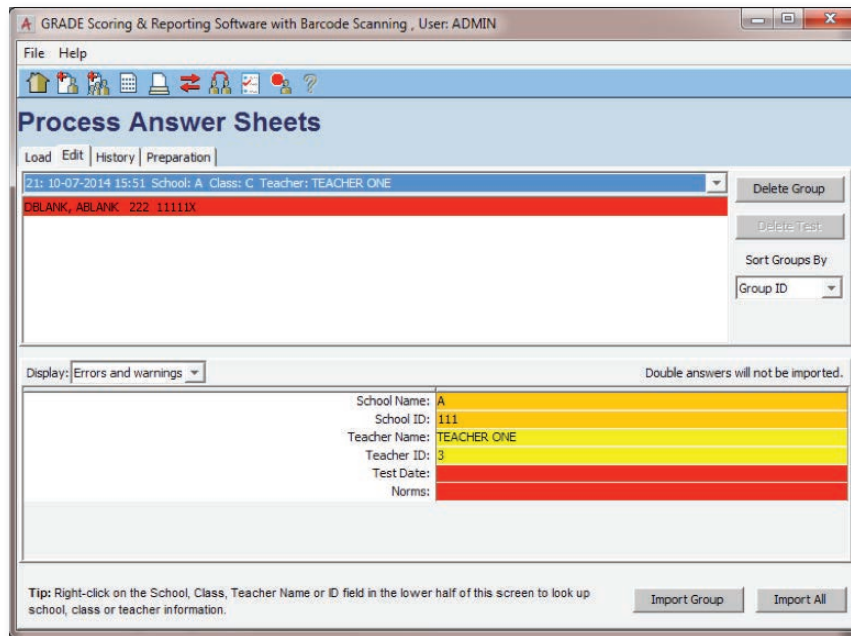 GRADE Scoring & Reporting Software with Barcode Scanning , User: ADMIN
File Help
Process Answer Sheets
Load Edit History Preparation
21: 10-07-2014 15:51 School: A Class: C Teacher: TEACHER ONE
Delete Group
DBLANK, ABLANK 222 11111X
Delete Test
Sort Groups By
Group ID
Display: Errors and warnings
Double answers will not be imported.
School Name: A
School ID: 111
Teacher Name: TEACHER ONE
Teacher ID: 3
Test Date:
Norms:
Tip: Right-click on the School, Class, Teacher Name or ID field in the lower half of this screen to look up
school, class or teacher information.
Import Group
Import All